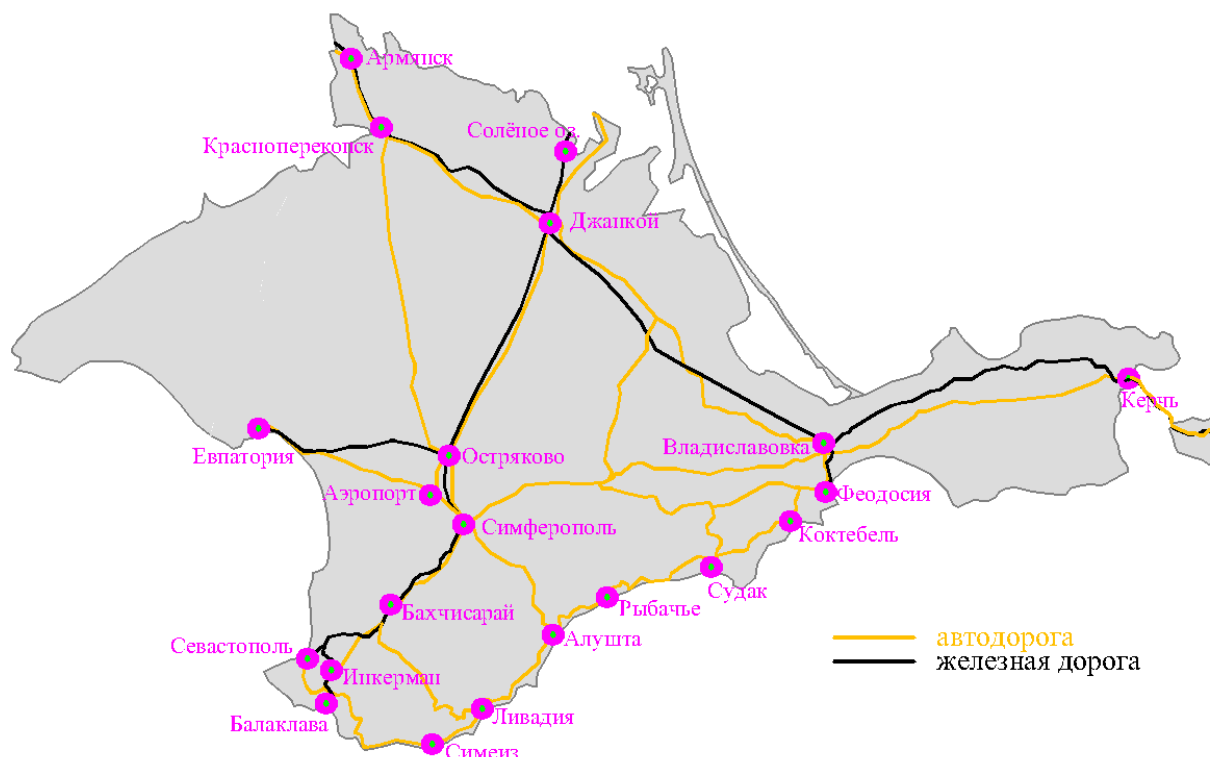 Армянск
Солёное оз.
Красноперекопск
Джанкой
Керчь
Евпатория
Остряково
Владиславовка
Аэропорт
Феодосия
Симферополь
Коктебель
Судак
Бахчисарай
Рыбачье
Севастополь
Алушта
автодорога
железная дорога
Инкерман
Балаклава
Ливадия
Симеиз